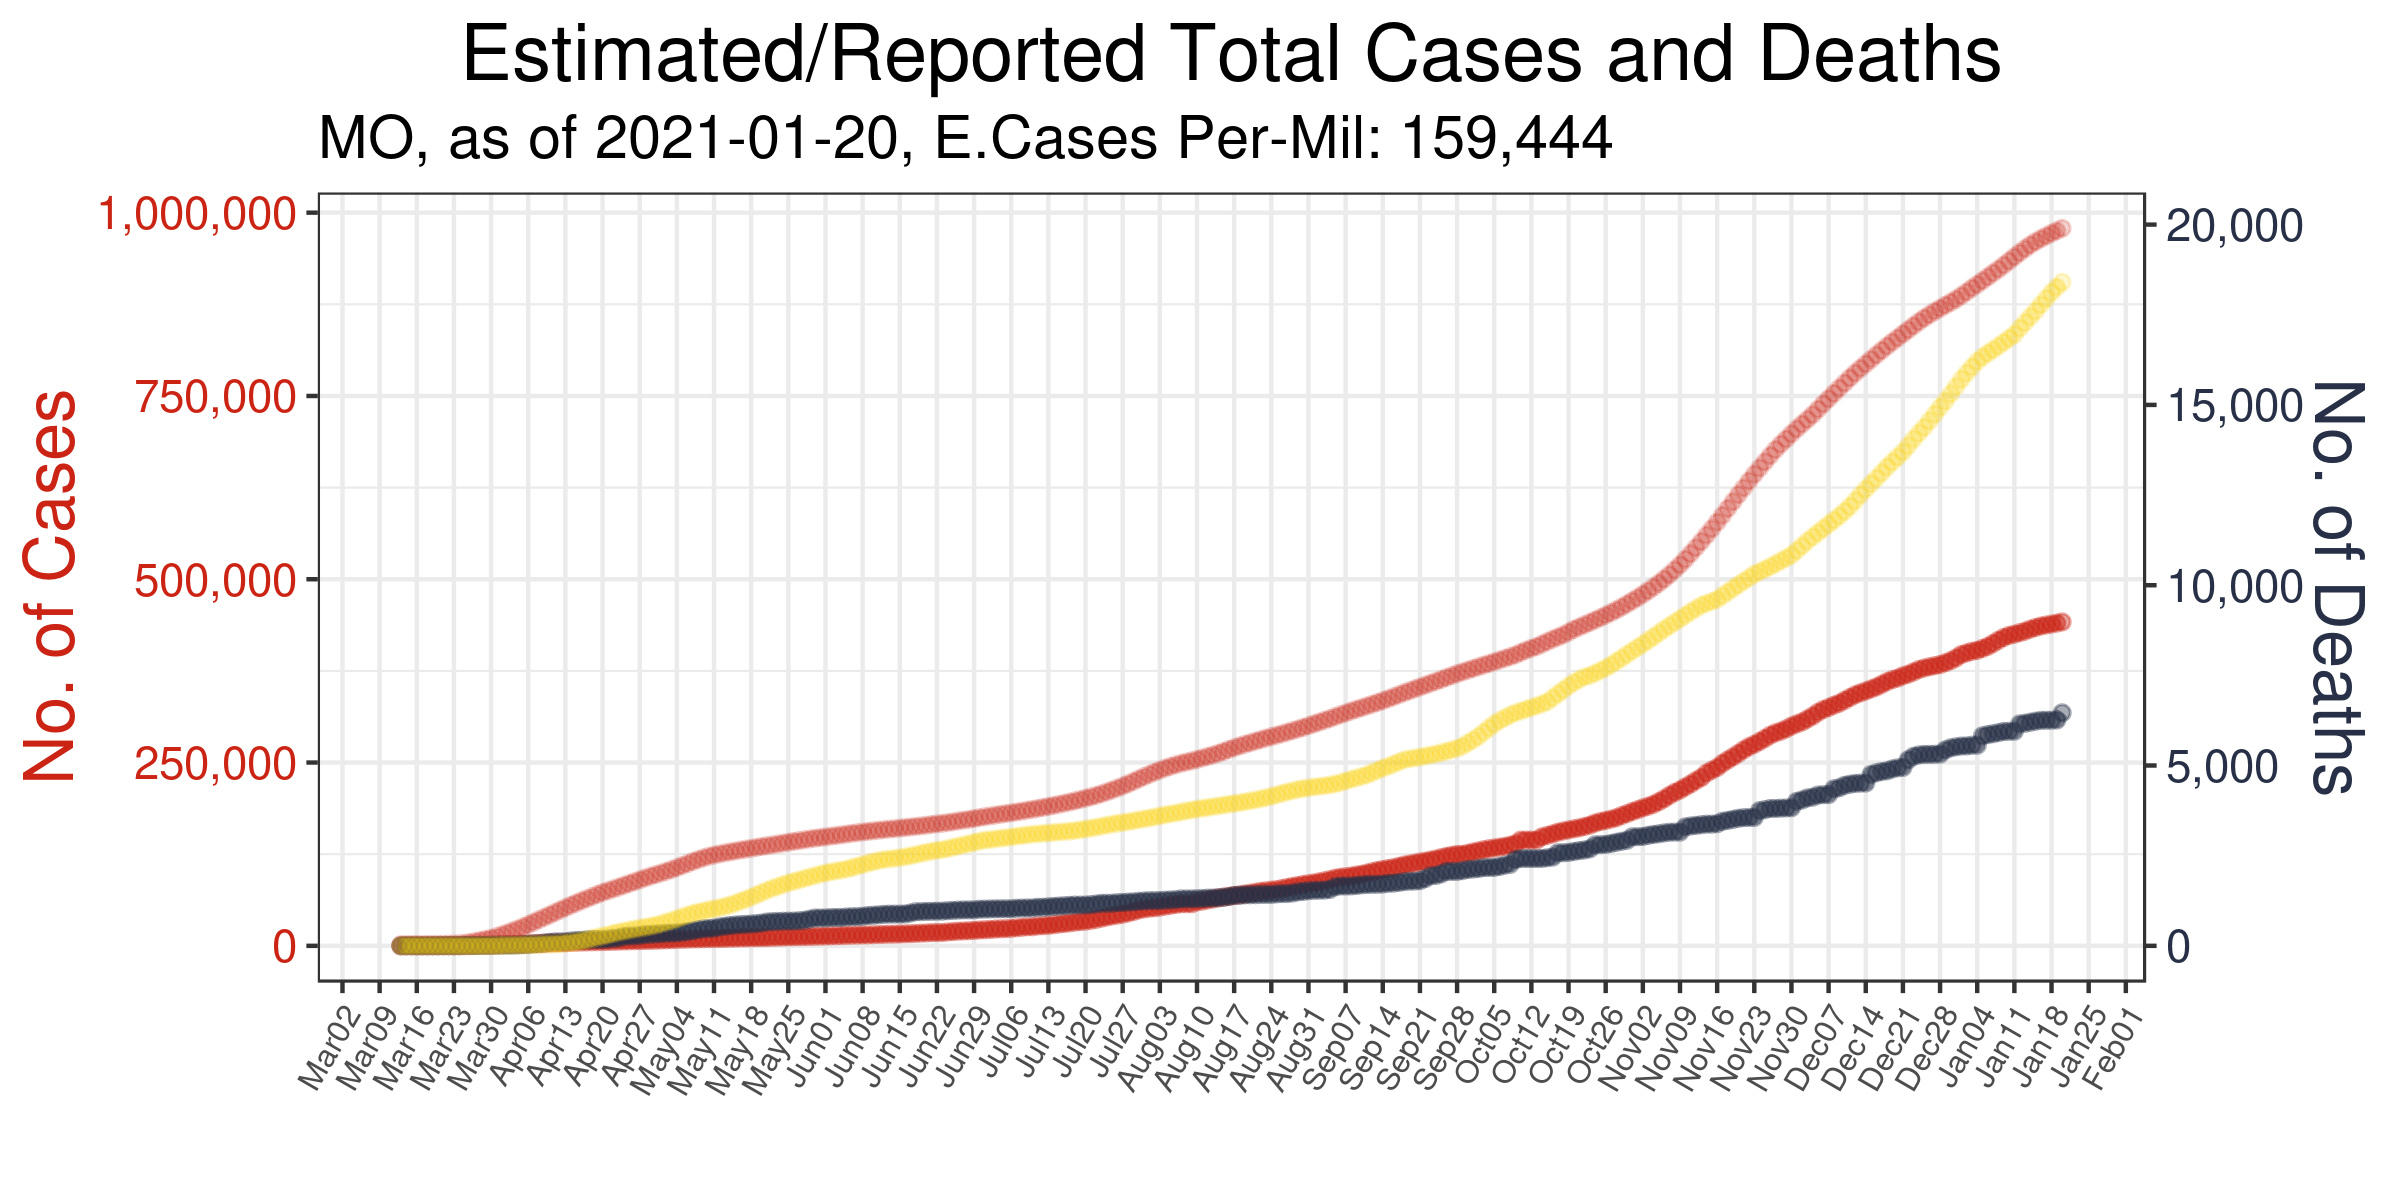 Estimated/Reported Total Cases and Deaths
MO, as of 2021-01-20, E.Cases Per-Mil: 159,444
No. of Cases
1,000,000
750,000
500,000
250,000
0
20,000
15,000
10,000
5,000
0
No. of Deaths
Mar02
Mar09
Mar16
Mar23
Mar30
Apr06
Apr13
Apr20
Apr27
May04
May11
May18
May25
Jun01
Jun08
Jun15
Jun22
Jun29
Jul06
Jul13
Jul20
Jul27
Aug03
Aug10
Aug17
Aug24
Aug31
Sep07
Sep14
Sep21
Sep28
Oct05
Oct12
Oct19
Oct26
Nov02
Nov09
Nov16
Nov23
Nov30
Dec07
Dec14
Dec21
Dec28
Jan04
Jan11
Jan18
Jan25
Feb01